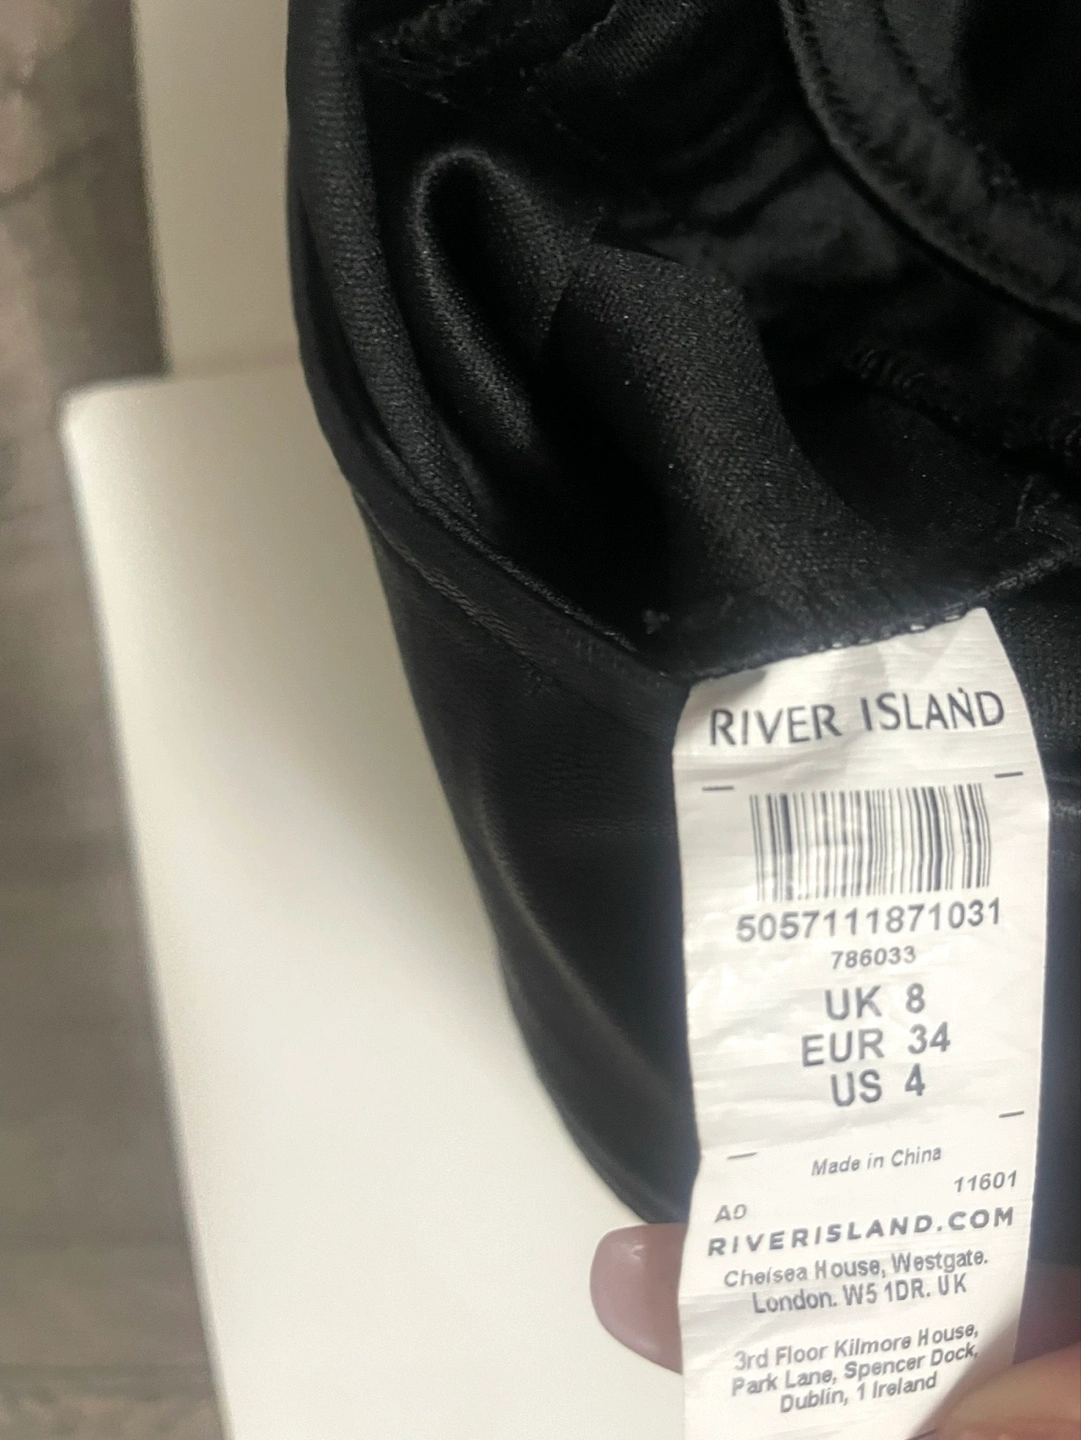 RIVER ISLAND
5057111871031
786033
UK 8
EUR 34
US 4
Made in China
11601
A0
RIVERISLAND.COM
Chelsea House, Westgate.
London. W5 1DR. UK
3rd Floor Kilmore House,
Park Lane, Spencer Dock,
Dublin, 1 Ireland